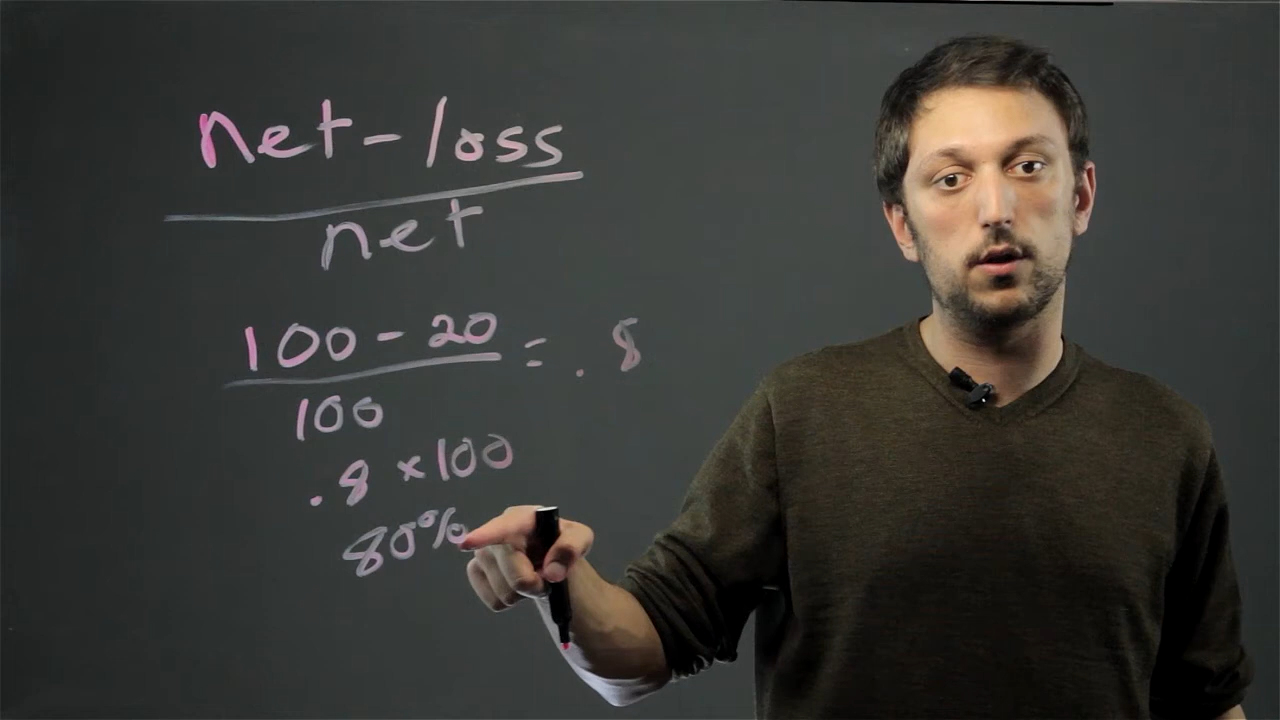 net - loss
net
100 - 20 = .8
100
.8 × 100
80%